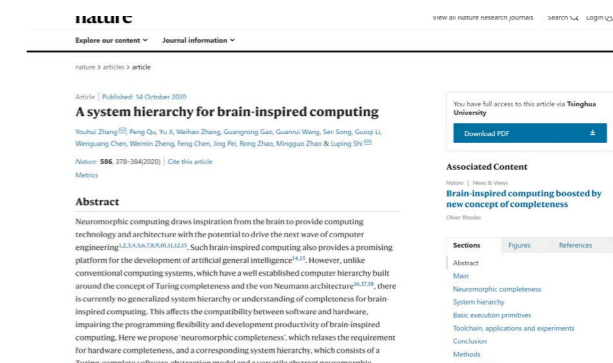 nature
View all Nature Research journals Search Login
Explore our content Journal information
nature > articles > article
Article | Published: 14 October 2020
A system hierarchy for brain-inspired computing
Youhui Zhang, Peng Qu, Yu Ji, Weihao Zhang, Guangrong Gao, Guanrui Wang, Sen Song, Guoqi Li,
Wenguang Chen, Weimin Zheng, Feng Chen, Jing Pei, Rong Zhao, Mingguo Zhao & Luping Shi
Nature 586, 378–384(2020) | Cite this article
Metrics
Abstract
Neuromorphic computing draws inspiration from the brain to provide computing
technology and architecture with the potential to drive the next wave of computer
engineering1,2,3,4,5,6,7,8,9,10,11,12,13. Such brain-inspired computing also provides a promising
platform for the development of artificial general intelligence14,15. However, unlike
conventional computing systems, which have a well established computer hierarchy built
around the concept of Turing completeness and the von Neumann architecture16,17,18, there
is currently no generalized system hierarchy or understanding of completeness for brain-
inspired computing. This affects the compatibility between software and hardware,
impairing the programming flexibility and development productivity of brain-inspired
computing. Here we propose 'neuromorphic completeness', which relaxes the requirement
for hardware completeness, and a corresponding system hierarchy, which consists of a
Turing-complete software-abstraction model and a versatile abstract neuromorphic
You have full access to this article via Tsinghua
University
Download PDF
Associated Content
Nature | News & Views
Brain-inspired computing boosted by
new concept of completeness
Oliver Rhodes
Sections Figures References
Abstract
Main
Neuromorphic completeness
System hierarchy
Basic execution primitives
Toolchain, applications and experiments
Conclusion
Methods